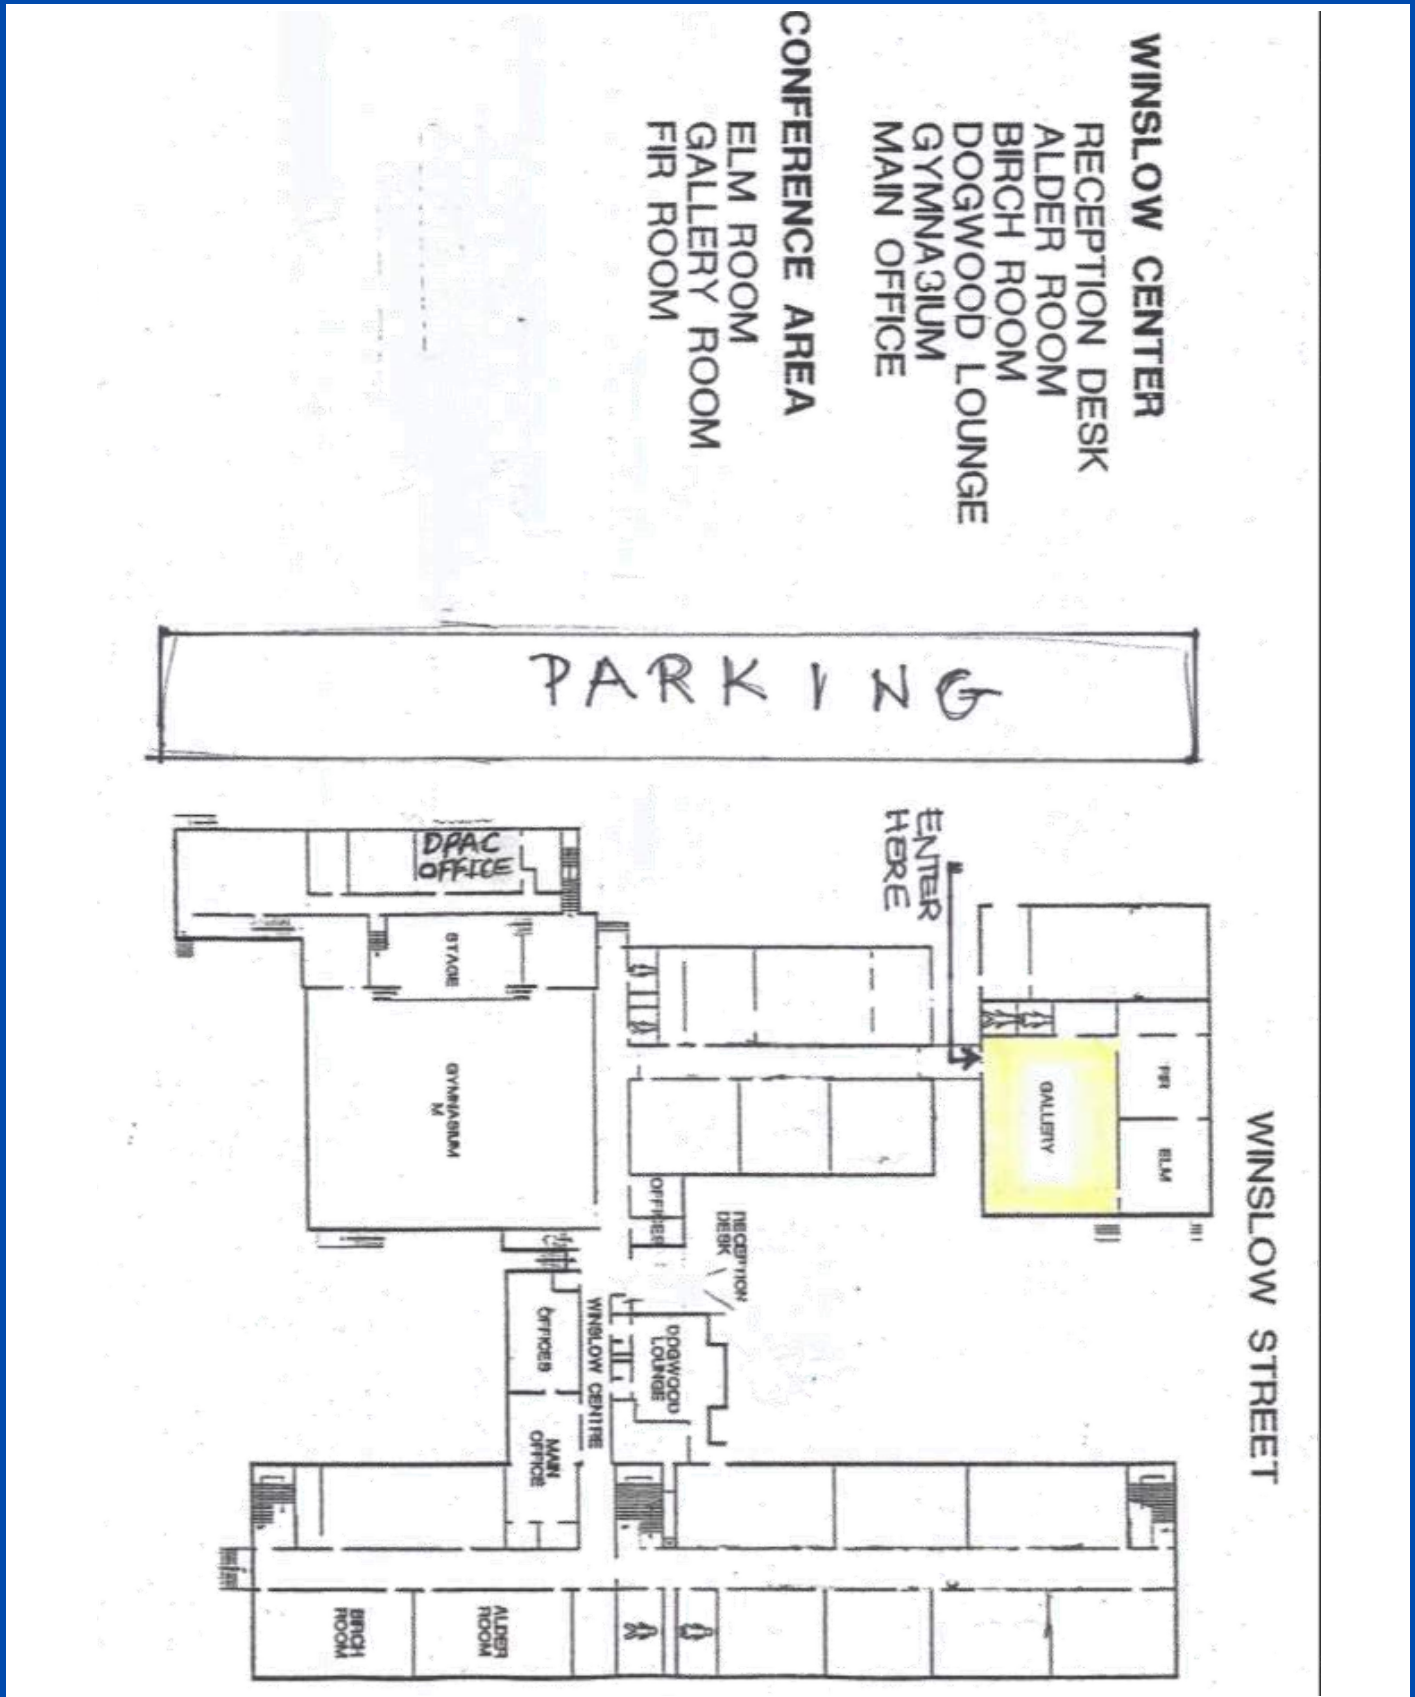 WINSLOW CENTER
RECEPTION DESK
ALDER ROOM
BIRCH ROOM
DOGWOOD LOUNGE
GYMNASIUM
MAIN OFFICE
CONFERENCE AREA
ELM ROOM
GALLERY ROOM
FIR ROOM
PARKING
WINSLOW STREET
ENTER
HERE
DPAC
OFFICE
STAGE
GYMNASIUM
M
FIR
ELM
GALLERY
OFFICES
RECEPTION
DESK
DOGWOOD
LOUNGE
WINSLOW CENTRE
OFFICES
MAIN
OFFICE
ALDER
ROOM
BIRCH
ROOM